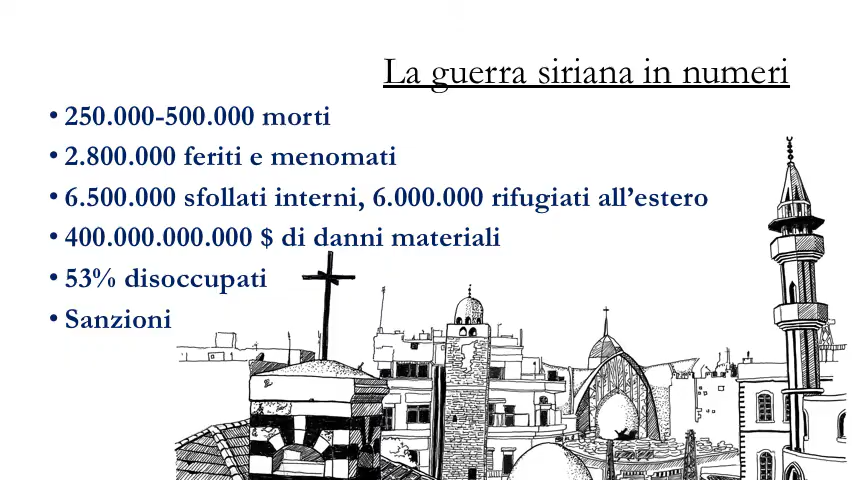 La guerra siriana in numeri
• 250.000-500.000 morti
• 2.800.000 feriti e menomati
• 6.500.000 sfollati interni, 6.000.000 rifugiati all’estero
• 400.000.000.000 $ di danni materiali
• 53% disoccupati
• Sanzioni